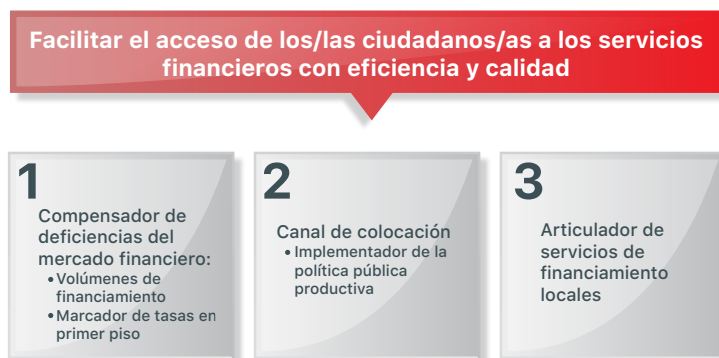 Facilitar el acceso de los/las ciudadanos/as a los servicios
financieros con eficiencia y calidad
1
Compensador de
deficiencias del
mercado financiero:
• Volúmenes de
financiamiento
• Marcador de tasas en
primer piso
2
Canal de colocación
• Implementador de la
política pública
productiva
3
Articulador de
servicios de
financiamiento
locales